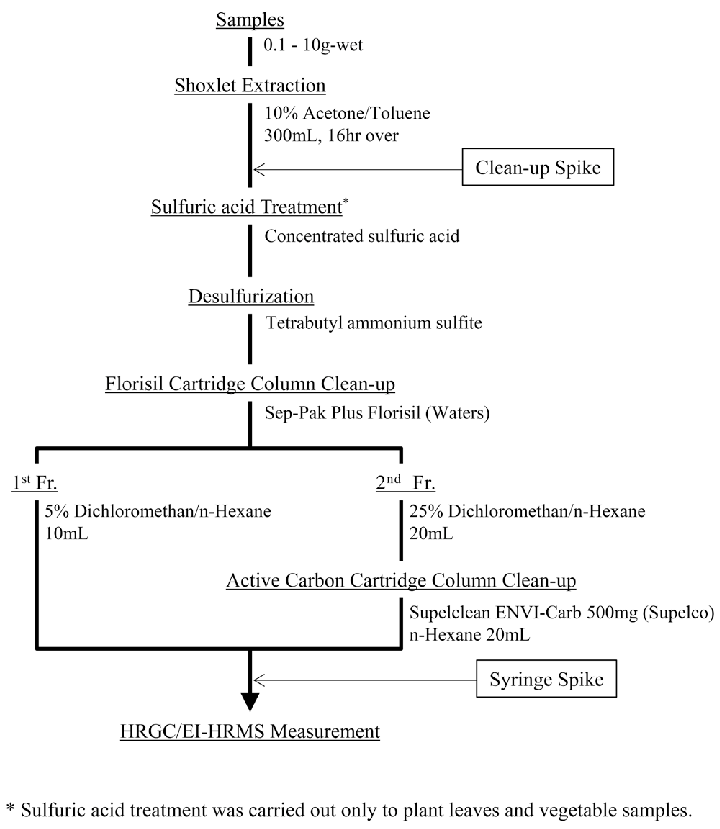 Samples
0.1 - 10g-wet
Shoxlet Extraction
10% Acetone/Toluene
300mL, 16hr over
Clean-up Spike
Sulfuric acid Treatment*
Concentrated sulfuric acid
Desulfurization
Tetrabutyl ammonium sulfite
Florisil Cartridge Column Clean-up
Sep-Pak Plus Florisil (Waters)
1st Fr.
5% Dichloromethan/n-Hexane
10mL
2nd Fr.
25% Dichloromethan/n-Hexane
20mL
Active Carbon Cartridge Column Clean-up
Supelclean ENVI-Carb 500mg (Supelco)
n-Hexane 20mL
Syringe Spike
HRGC/EI-HRMS Measurement
* Sulfuric acid treatment was carried out only to plant leaves and vegetable samples.